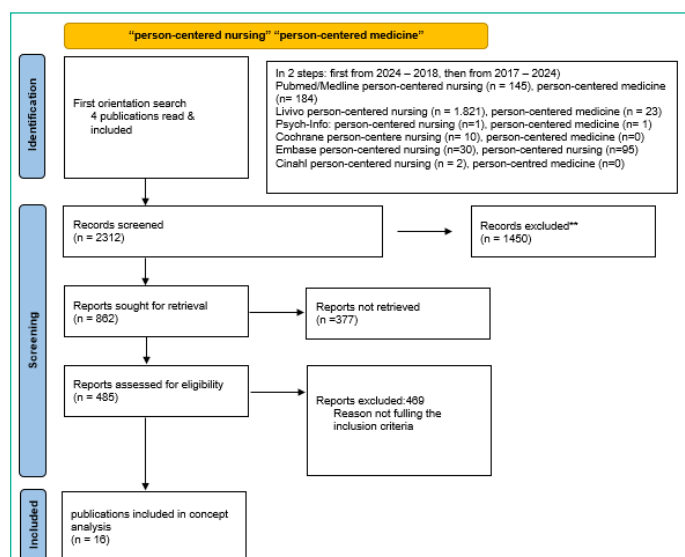 “person-centered nursing” “person-centered medicine”
Identification
First orientation search
4 publications read &
included
In 2 steps: first from 2024 – 2018, then from 2017 – 2024)
Pubmed/Medline person-centered nursing (n = 145), person-centered medicine
(n= 184)
Livivo person-centered nursing (n = 1.821), person-centered medicine (n = 23)
Psych-Info: person-centered nursing (n=1), person-centered medicine (n= 1)
Cochrane person-centere nursing (n= 10), person-centered medicine (n=0)
Embase person-centered nursing (n=30), person-centered nursing (n=95)
Cinahl person-centered nursing (n = 2), person-centred medicine (n=0)
Screening
Records screened
(n = 2312)
Records excluded**
(n = 1450)
Reports sought for retrieval
(n = 862)
Reports not retrieved
(n =377)
Reports assessed for eligibility
(n = 485)
Reports excluded:469
Reason not fulling the
inclusion criteria
Included
publications included in concept
analysis
(n = 16)